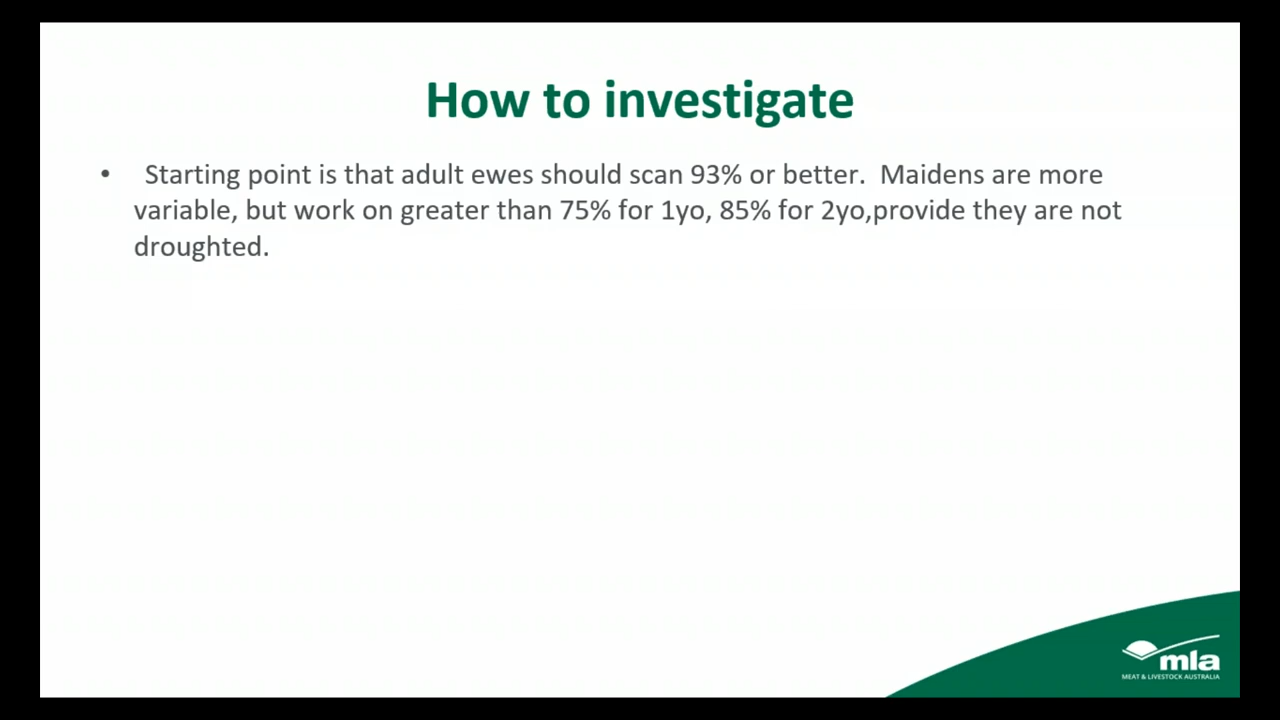 How to investigate
• Starting point is that adult ewes should scan 93% or better. Maidens are more
variable, but work on greater than 75% for 1yo, 85% for 2yo,provide they are not
droughted.
mla
MEAT & LIVESTOCK AUSTRALIA